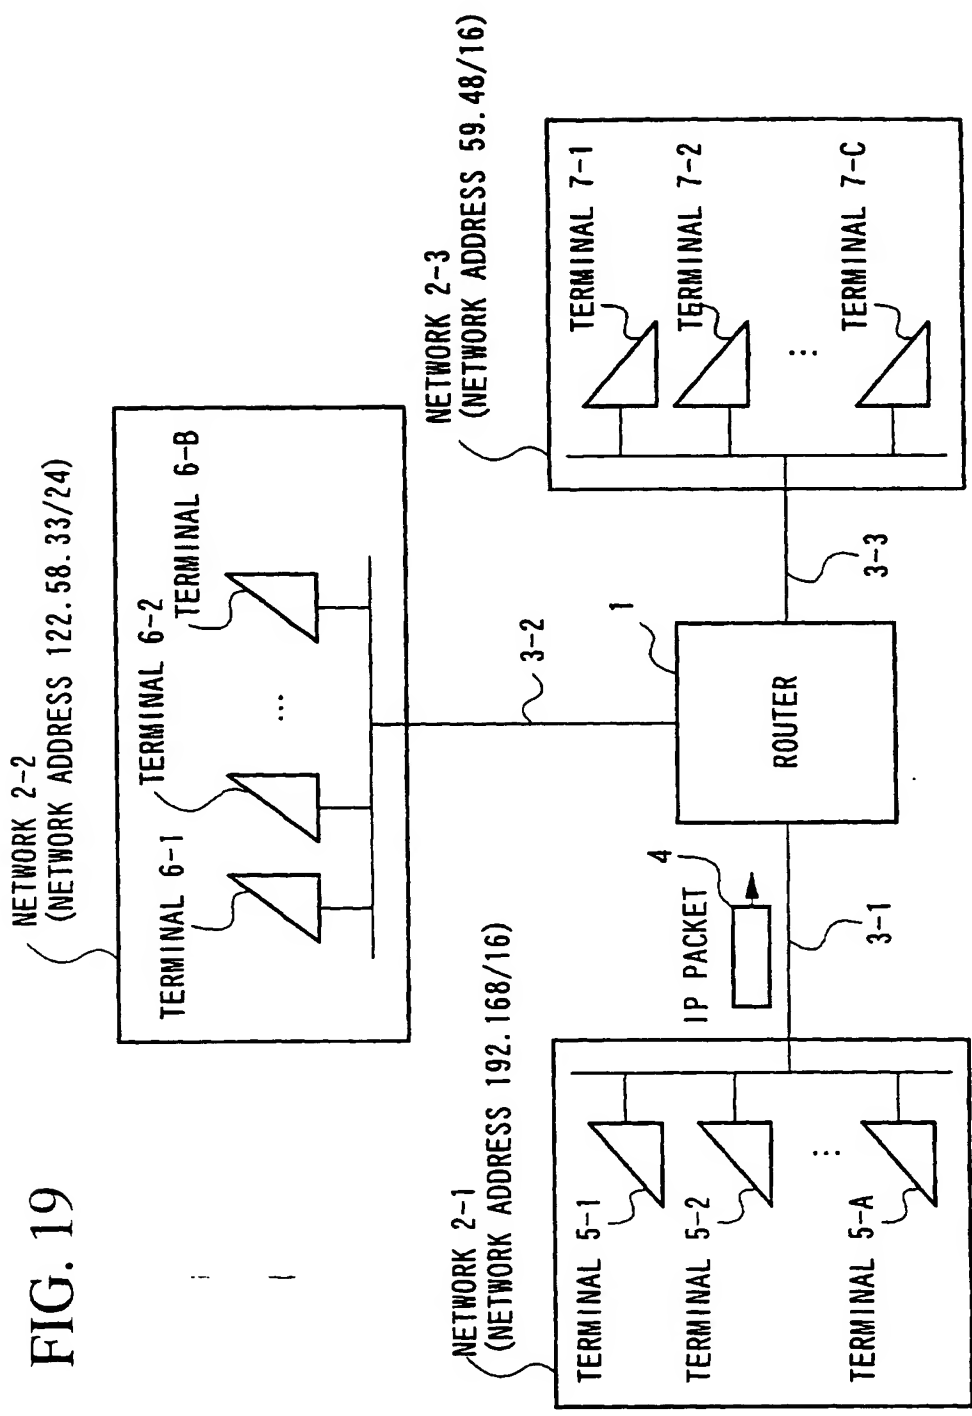 FIG. 19
NETWORK 2-2
(NETWORK ADDRESS 122.58.33/24)
TERMINAL 6-1
TERMINAL 6-2
TERMINAL 6-B
...
NETWORK 2-1
(NETWORK ADDRESS 192.168/16)
TERMINAL 5-1
TERMINAL 5-2
...
TERMINAL 5-A
IP PACKET
4
3-1
3-2
ROUTER
1
3-3
NETWORK 2-3
(NETWORK ADDRESS 59.48/16)
TERMINAL 7-1
TERMINAL 7-2
...
TERMINAL 7-C